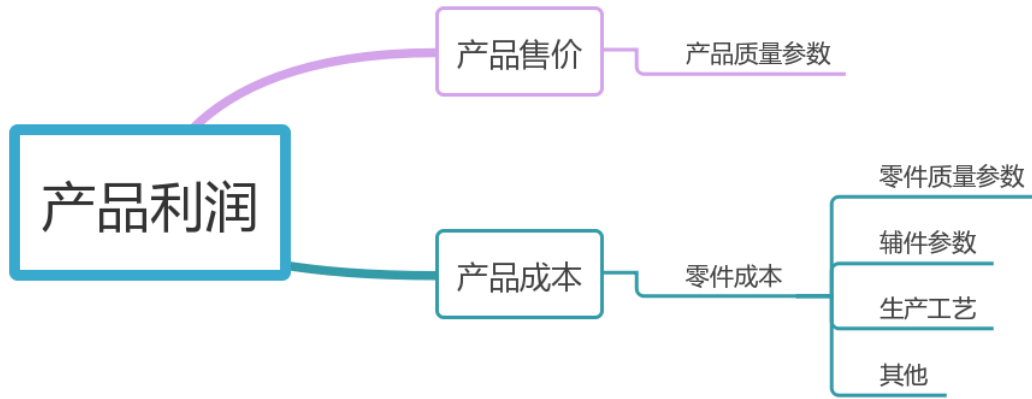 产品利润
产品售价
产品质量参数
产品成本
零件成本
零件质量参数
辅件参数
生产工艺
其他